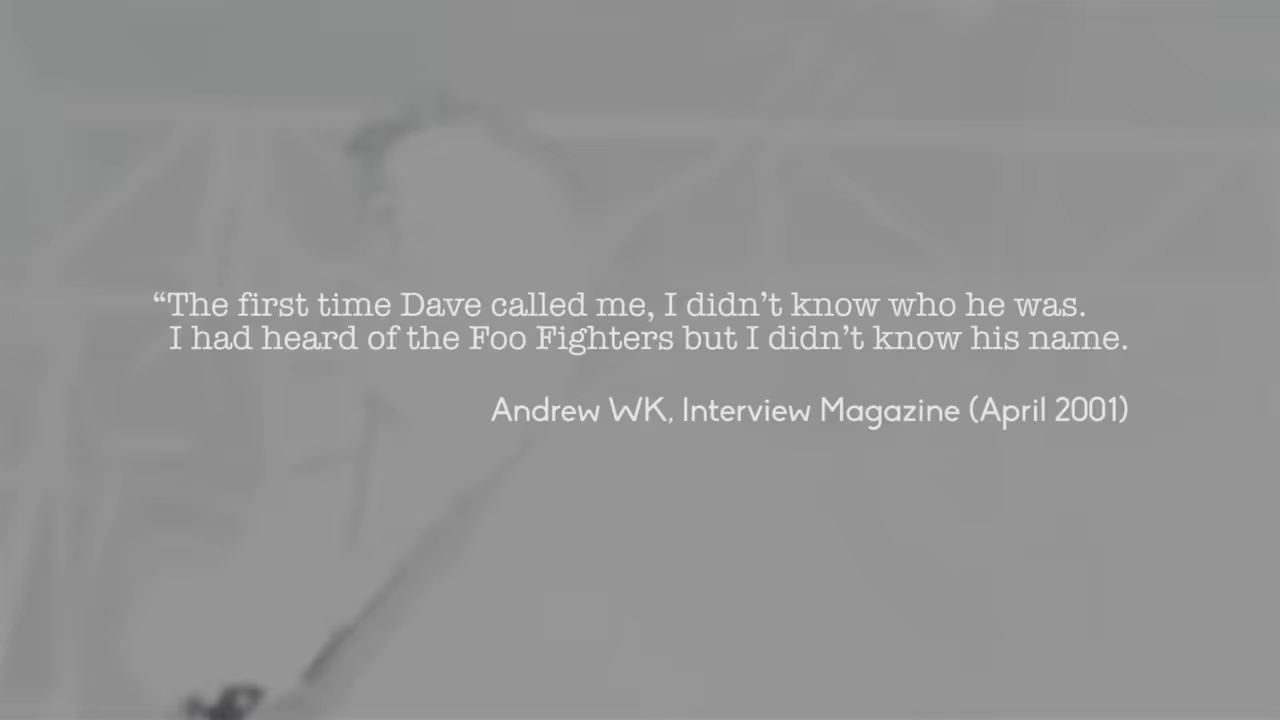 “The first time Dave called me, I didn’t know who he was.
I had heard of the Foo Fighters but I didn’t know his name.
Andrew WK, Interview Magazine (April 2001)